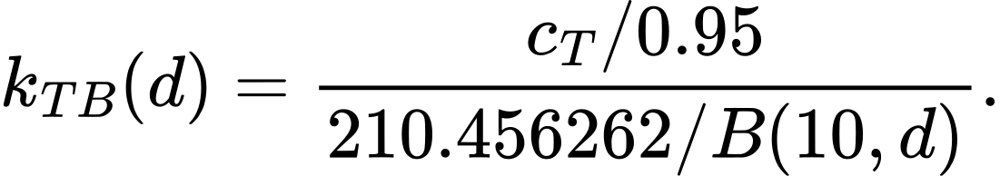 k_{TB}(d) = \frac{c_T/0.95}{210.456262/B(10, d)}.